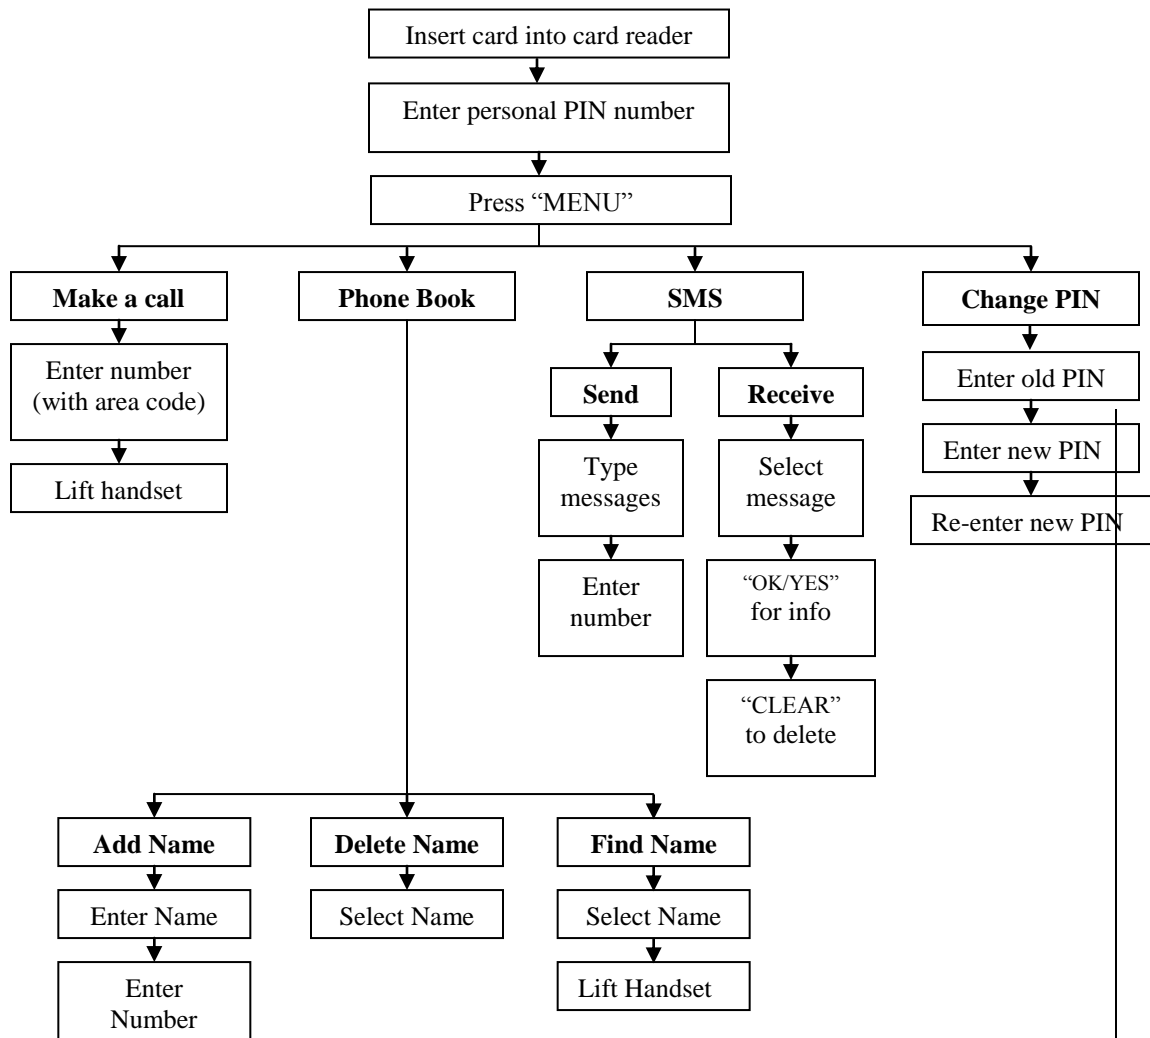 Insert card into card reader
Enter personal PIN number
Press “MENU”
Make a call
Phone Book
SMS
Change PIN
Enter number
(with area code)
Lift handset
Send
Type
messages
Enter
number
Receive
Select
message
“OK/YES”
for info
“CLEAR”
to delete
Enter old PIN
Enter new PIN
Re-enter new PIN
Add Name
Enter Name
Enter
Number
Delete Name
Select Name
Find Name
Select Name
Lift Handset